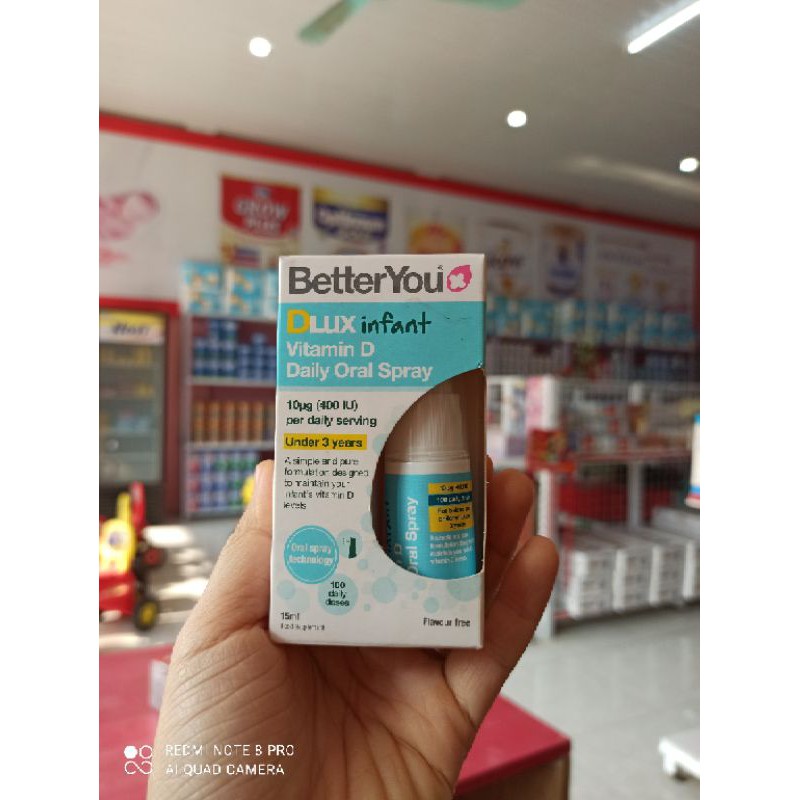 BetterYou
DLUX infant
Vitamin D
Daily Oral Spray
10µg (400 IU)
per daily serving
Under 3 years
A simple and pure
formulation designed
to maintain your
infant's vitamin D
levels
Oral spray
technology
100
daily
doses
15ml
Flavour free
Oral Spray
GROW
REDMI NOTE 8 PRO
AI QUAD CAMERA